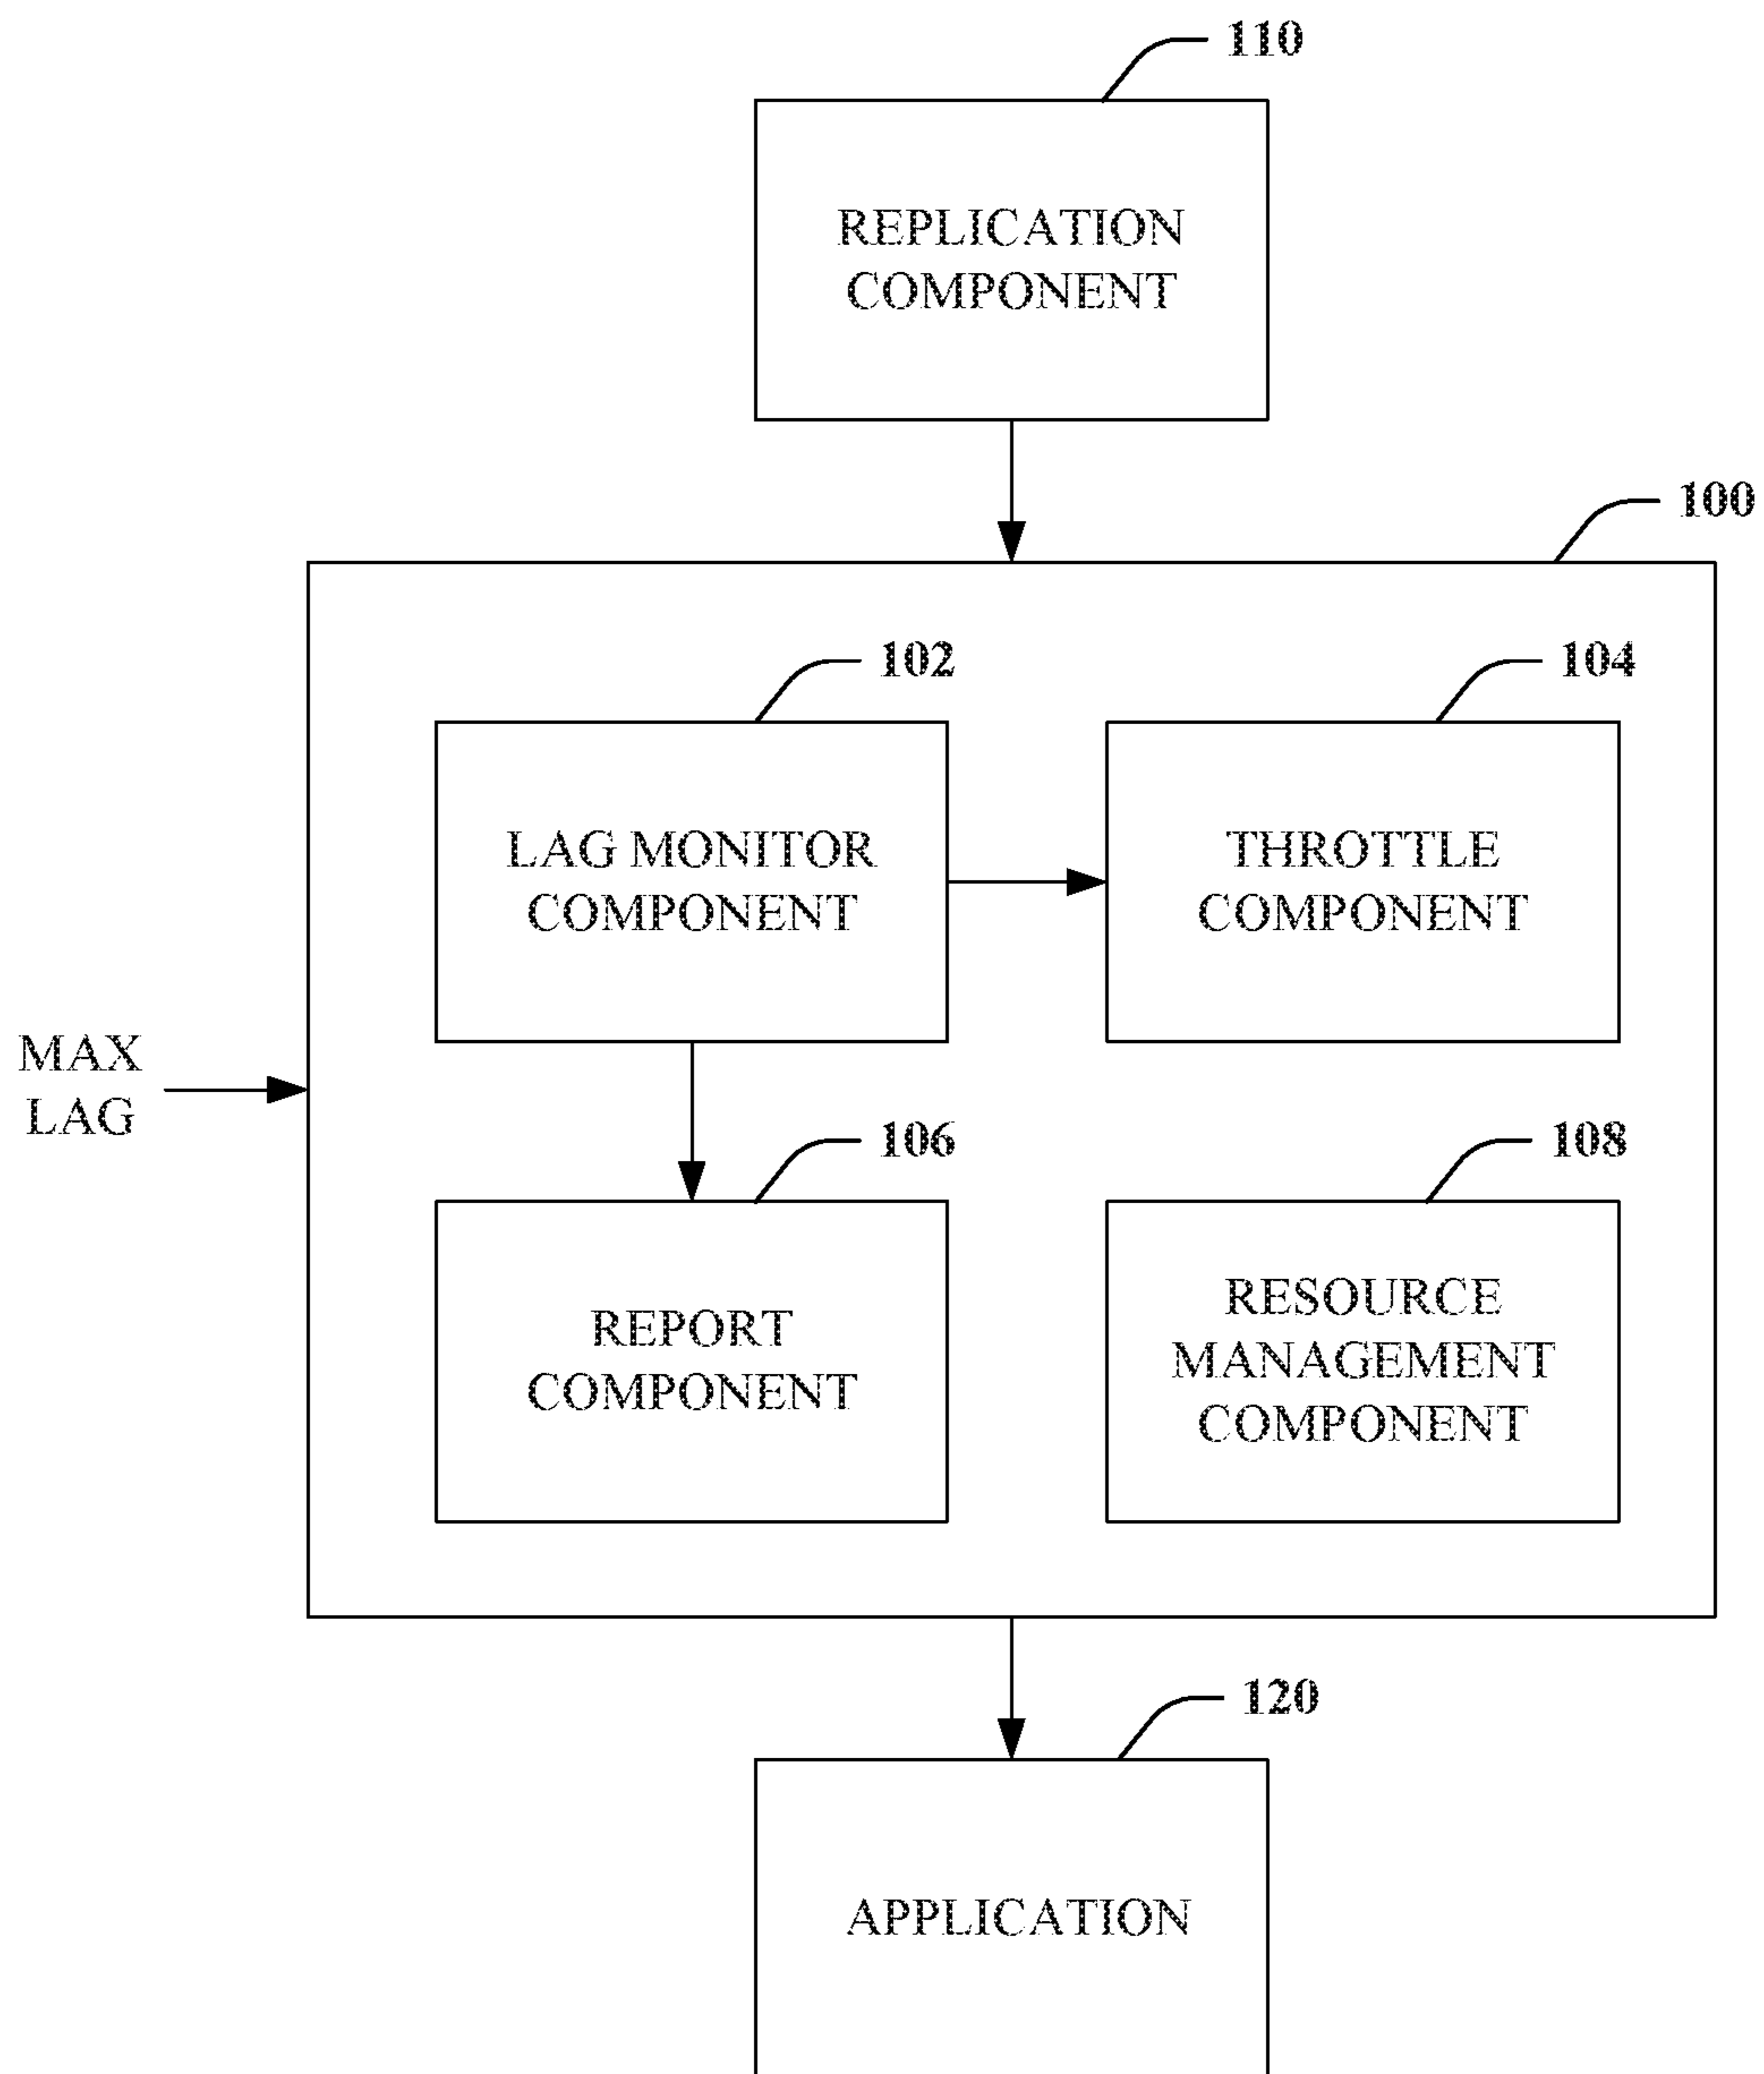 110
REPLICATION
COMPONENT
100
102
104
LAG MONITOR
COMPONENT
THROTTLE
COMPONENT
MAX
LAG
106
108
REPORT
COMPONENT
RESOURCE
MANAGEMENT
COMPONENT
120
APPLICATION